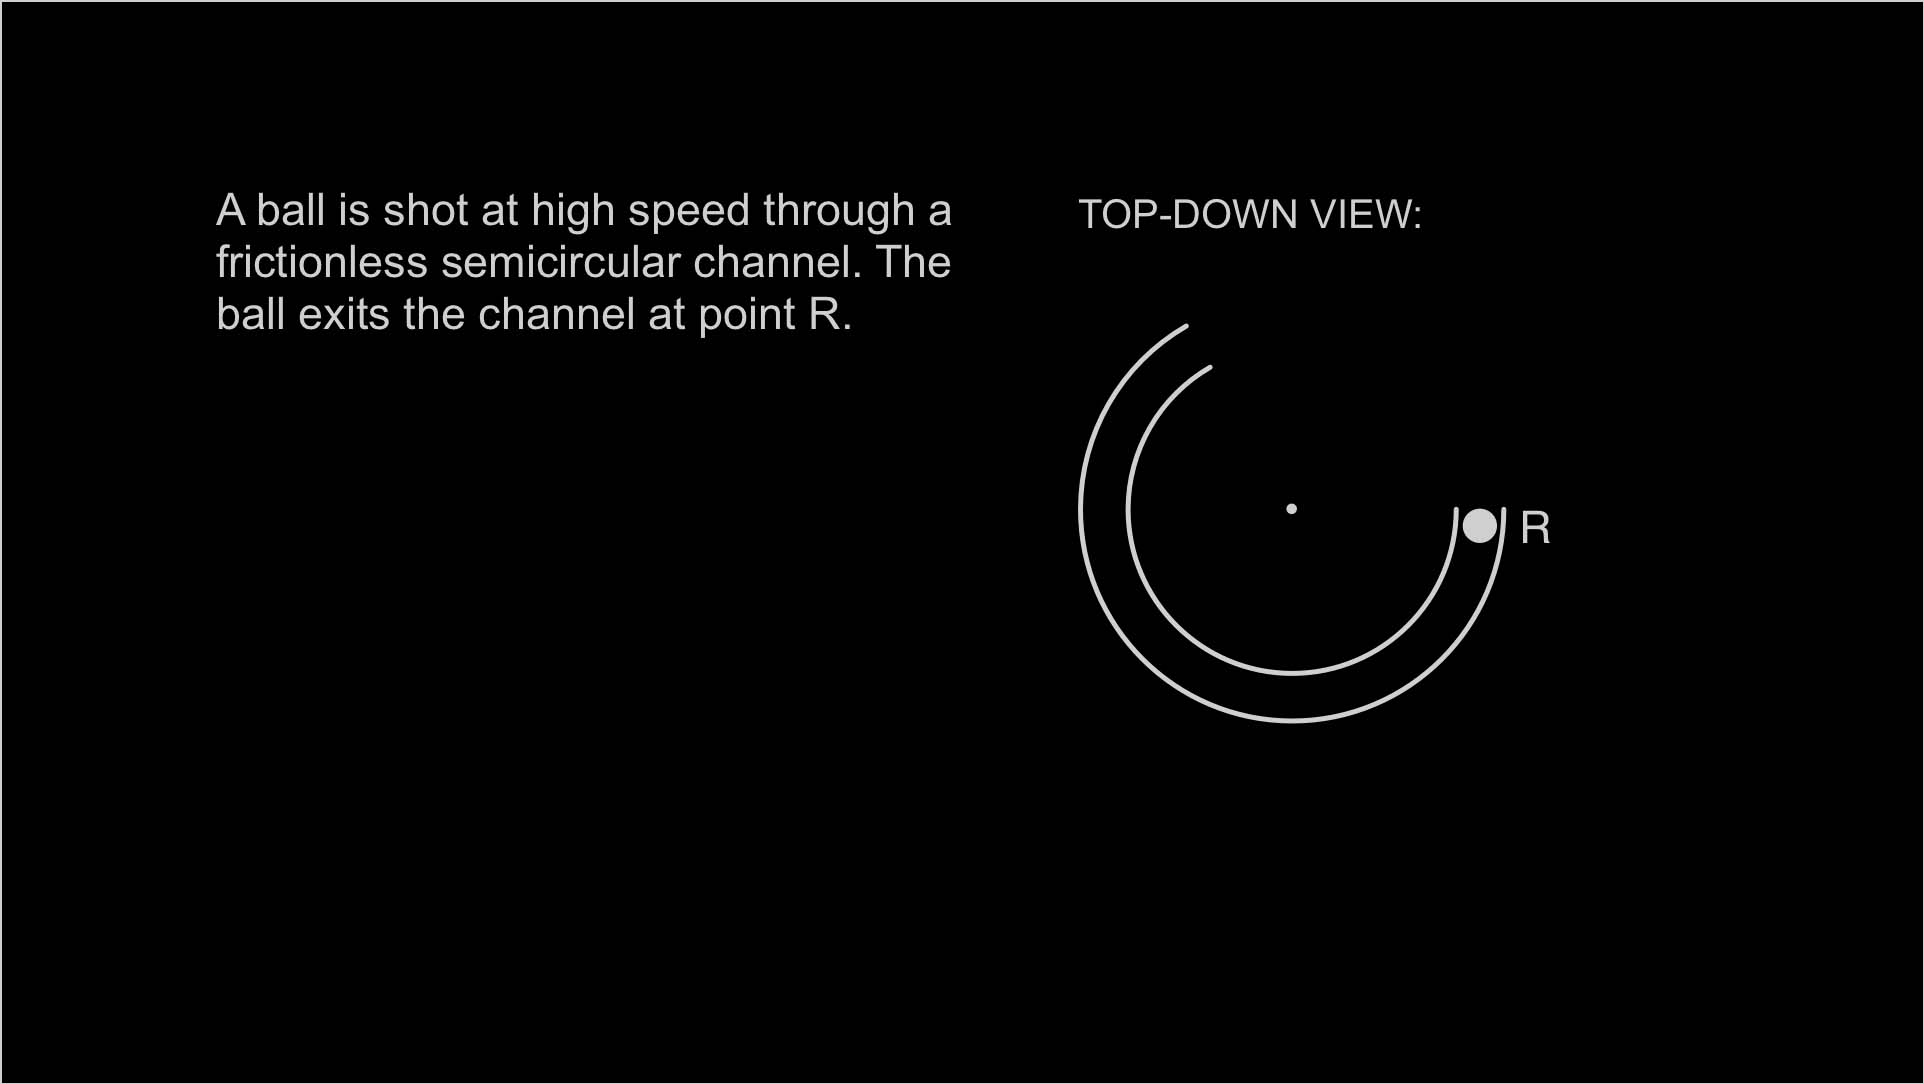 A ball is shot at high speed through a
frictionless semicircular channel. The
ball exits the channel at point R.
TOP-DOWN VIEW:
R